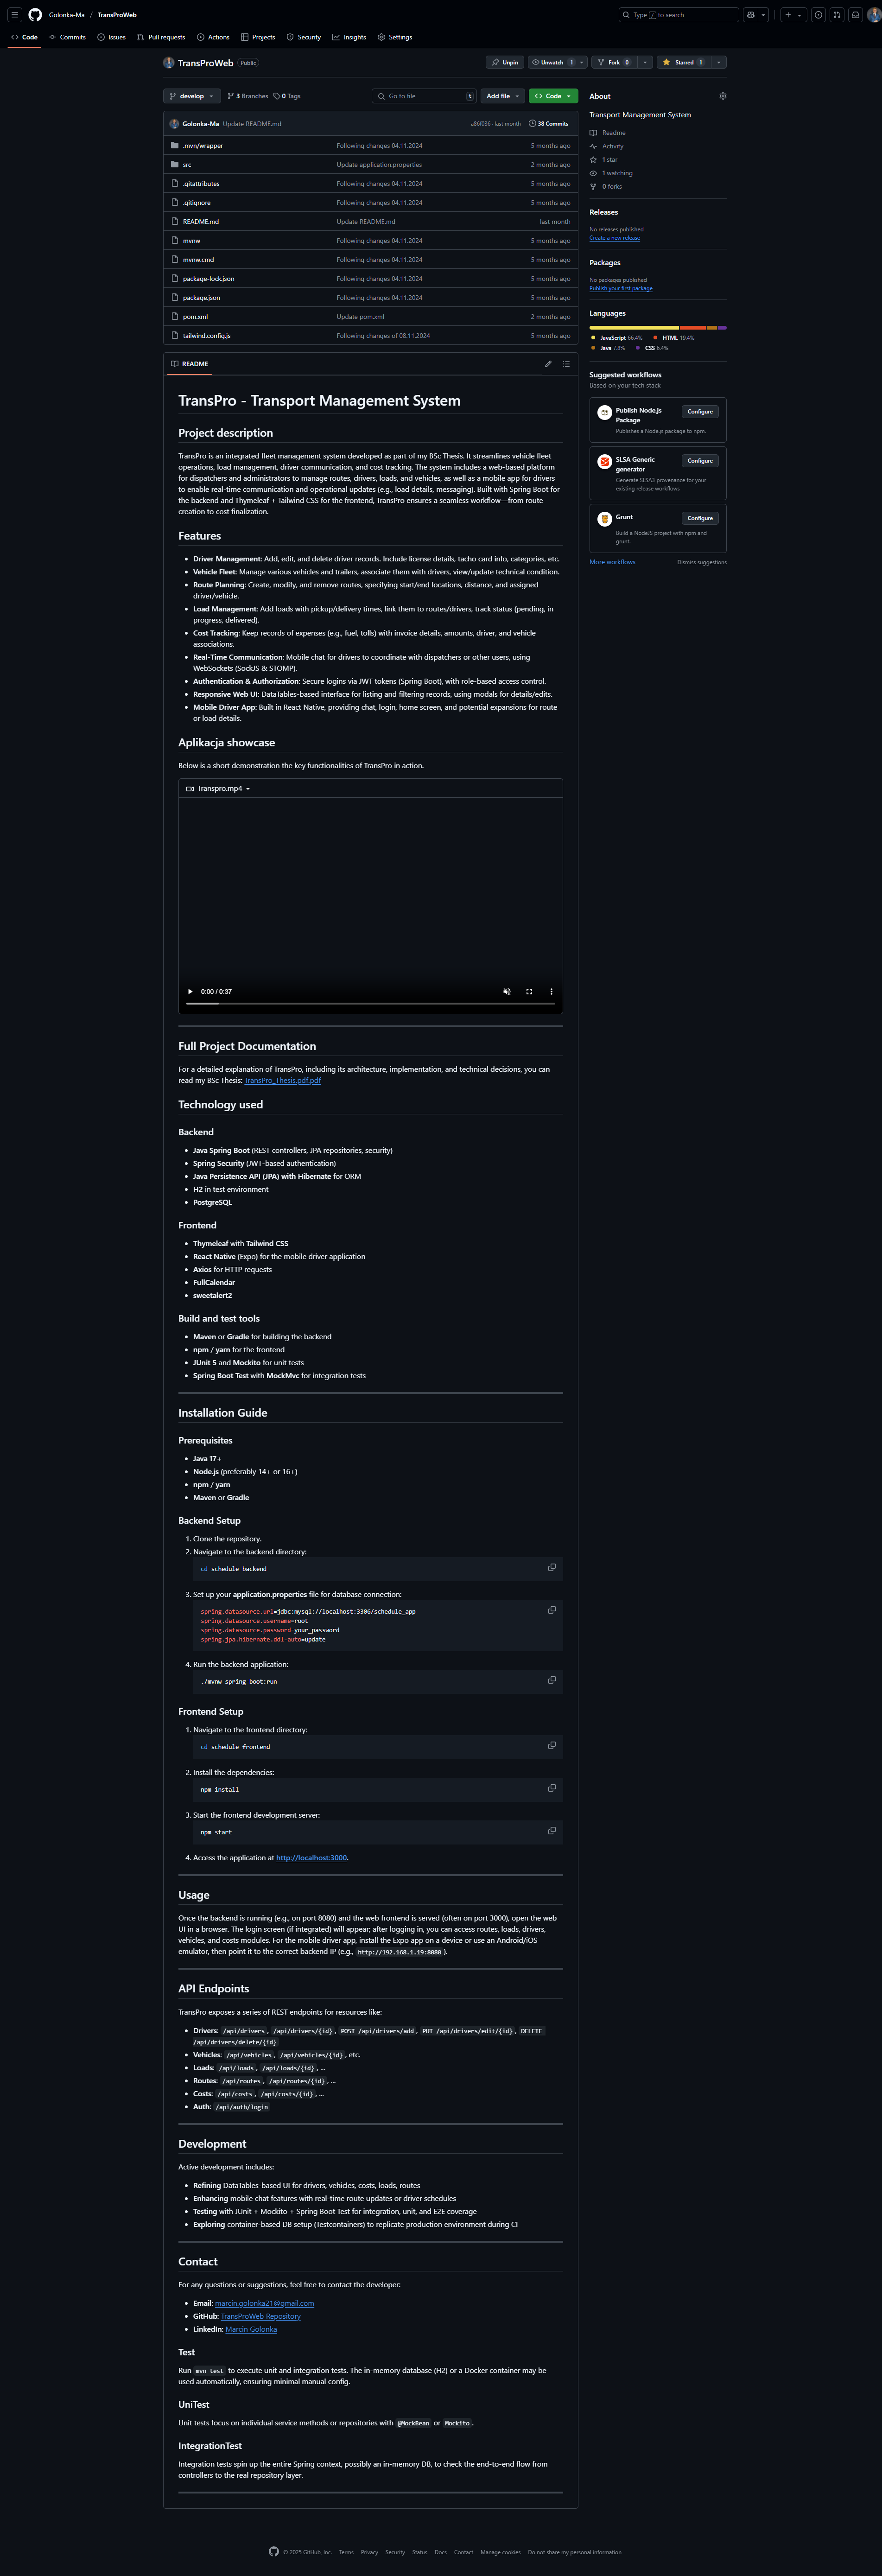 Golonka-Ma / TransProWeb
Type / to search
Code Commits Issues Pull requests Actions Projects Security Insights Settings
TransProWeb Public
Unpin Unwatch 1 Fork 0 Starred 1
develop 3 Branches 0 Tags Go to file t Add file Code
Golonka-Ma Update README.md a86f036 · last month 38 Commits
.mvn/wrapper Following changes 04.11.2024 5 months ago
src Update application.properties 2 months ago
.gitattributes Following changes 04.11.2024 5 months ago
.gitignore Following changes 04.11.2024 5 months ago
README.md Update README.md last month
mvnw Following changes 04.11.2024 5 months ago
mvnw.cmd Following changes 04.11.2024 5 months ago
package-lock.json Following changes 04.11.2024 5 months ago
package.json Following changes 04.11.2024 5 months ago
pom.xml Update pom.xml 2 months ago
tailwind.config.js Following changes of 08.11.2024 5 months ago
README
TransPro - Transport Management System
Project description
TransPro is an integrated fleet management system developed as part of my BSc Thesis. It streamlines vehicle fleet
operations, load management, driver communication, and cost tracking. The system includes a web-based platform
for dispatchers and administrators to manage routes, drivers, loads, and vehicles, as well as a mobile app for drivers
to enable real-time communication and operational updates (e.g., load details, messaging). Built with Spring Boot for
the backend and Thymeleaf + Tailwind CSS for the frontend, TransPro ensures a seamless workflow—from route
creation to cost finalization.
Features
• Driver Management: Add, edit, and delete driver records. Include license details, tacho card info, categories, etc.
• Vehicle Fleet: Manage various vehicles and trailers, associate them with drivers, view/update technical condition.
• Route Planning: Create, modify, and remove routes, specifying start/end locations, distance, and assigned
driver/vehicle.
• Load Management: Add loads with pickup/delivery times, link them to routes/drivers, track status (pending, in
progress, delivered).
• Cost Tracking: Keep records of expenses (e.g., fuel, tolls) with invoice details, amounts, driver, and vehicle
associations.
• Real-Time Communication: Mobile chat for drivers to coordinate with dispatchers or other users, using
WebSockets (SockJS & STOMP).
• Authentication & Authorization: Secure logins via JWT tokens (Spring Boot), with role-based access control.
• Responsive Web UI: DataTables-based interface for listing and filtering records, using modals for details/edits.
• Mobile Driver App: Built in React Native, providing chat, login, home screen, and potential expansions for route
or load details.
Aplikacja showcase
Below is a short demonstration the key functionalities of TransPro in action.
Transpro.mp4
0:00 / 0:37
Full Project Documentation
For a detailed explanation of TransPro, including its architecture, implementation, and technical decisions, you can
read my BSc Thesis: TransPro_Thesis.pdf.pdf
Technology used
Backend
• Java Spring Boot (REST controllers, JPA repositories, security)
• Spring Security (JWT-based authentication)
• Java Persistence API (JPA) with Hibernate for ORM
• H2 in test environment
• PostgreSQL
Frontend
• Thymeleaf with Tailwind CSS
• React Native (Expo) for the mobile driver application
• Axios for HTTP requests
• FullCalendar
• sweetalert2
Build and test tools
• Maven or Gradle for building the backend
• npm / yarn for the frontend
• JUnit 5 and Mockito for unit tests
• Spring Boot Test with MockMvc for integration tests
Installation Guide
Prerequisites
• Java 17+
• Node.js (preferably 14+ or 16+)
• npm / yarn
• Maven or Gradle
Backend Setup
1. Clone the repository.
2. Navigate to the backend directory:
cd schedule backend
3. Set up your application.properties file for database connection:
spring.datasource.url=jdbc:mysql://localhost:3306/schedule_app
spring.datasource.username=root
spring.datasource.password=your_password
spring.jpa.hibernate.ddl-auto=update
4. Run the backend application:
./mvnw spring-boot:run
Frontend Setup
1. Navigate to the frontend directory:
cd schedule frontend
2. Install the dependencies:
npm install
3. Start the frontend development server:
npm start
4. Access the application at http://localhost:3000.
Usage
Once the backend is running (e.g., on port 8080) and the web frontend is served (often on port 3000), open the web
UI in a browser. The login screen (if integrated) will appear; after logging in, you can access routes, loads, drivers,
vehicles, and costs modules. For the mobile driver app, install the Expo app on a device or use an Android/iOS
emulator, then point it to the correct backend IP (e.g., http://192.168.1.19:8080 ).
API Endpoints
TransPro exposes a series of REST endpoints for resources like:
• Drivers: /api/drivers , /api/drivers/{id} , POST /api/drivers/add , PUT /api/drivers/edit/{id} , DELETE
/api/drivers/delete/{id}
• Vehicles: /api/vehicles , /api/vehicles/{id} , etc.
• Loads: /api/loads , /api/loads/{id} , ...
• Routes: /api/routes , /api/routes/{id} , ...
• Costs: /api/costs , /api/costs/{id} , ...
• Auth: /api/auth/login
Development
Active development includes:
• Refining DataTables-based UI for drivers, vehicles, costs, loads, routes
• Enhancing mobile chat features with real-time route updates or driver schedules
• Testing with JUnit + Mockito + Spring Boot Test for integration, unit, and E2E coverage
• Exploring container-based DB setup (Testcontainers) to replicate production environment during CI
Contact
For any questions or suggestions, feel free to contact the developer:
• Email: marcin.golonka21@gmail.com
• GitHub: TransProWeb Repository
• LinkedIn: Marcin Golonka
Test
Run mvn test to execute unit and integration tests. The in-memory database (H2) or a Docker container may be
used automatically, ensuring minimal manual config.
UniTest
Unit tests focus on individual service methods or repositories with @MockBean or Mockito .
IntegrationTest
Integration tests spin up the entire Spring context, possibly an in-memory DB, to check the end-to-end flow from
controllers to the real repository layer.
About
Transport Management System
Readme
Activity
1 star
1 watching
0 forks
Releases
No releases published
Create a new release
Packages
No packages published
Publish your first package
Languages
JavaScript 66.4% HTML 19.4%
Java 7.8% CSS 6.4%
Suggested workflows
Based on your tech stack
Publish Node.js
Package
Configure
Publishes a Node.js package to npm.
SLSA Generic
generator
Configure
Generate SLSA3 provenance for your
existing release workflows
Grunt
Configure
Build a NodeJS project with npm and
grunt.
More workflows Dismiss suggestions
© 2025 GitHub, Inc. Terms Privacy Security Status Docs Contact Manage cookies Do not share my personal information